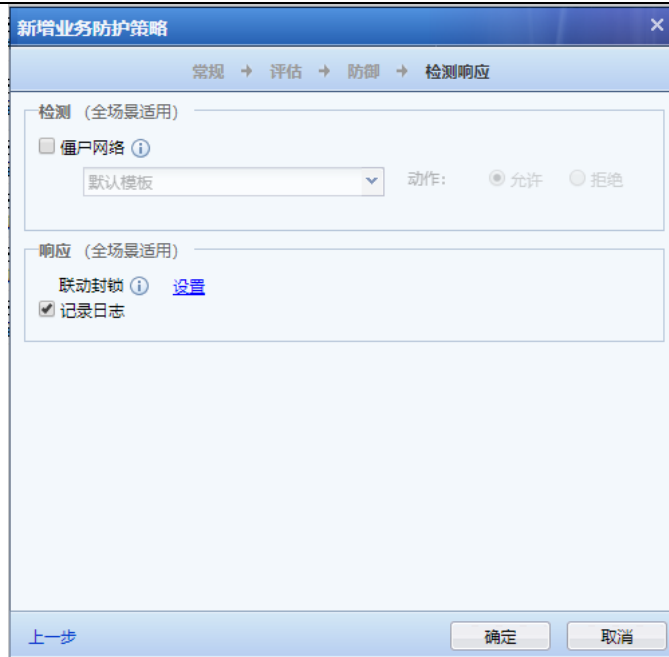 新增业务防护策略
常规 → 评估 → 防御 → 检测响应
检测 (全场景适用)
僵尸网络
默认模板 动作: 允许 拒绝
响应 (全场景适用)
联动封锁 设置
记录日志
上一步 确定 取消